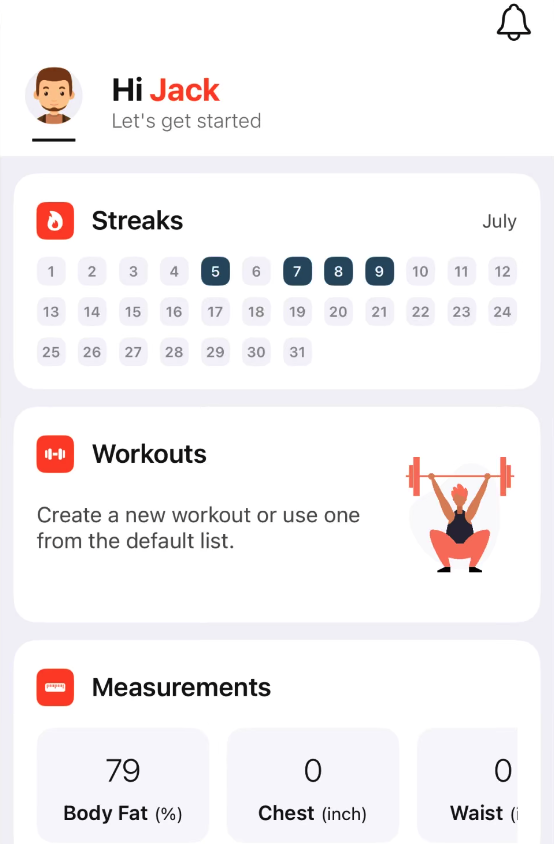 Hi Jack
Let's get started
Streaks
July
1 2 3 4 5 6 7 8 9 10 11 12
13 14 15 16 17 18 19 20 21 22 23 24
25 26 27 28 29 30 31
Workouts
Create a new workout or use one
from the default list.
Measurements
79 0 0
Body Fat (%) Chest (inch) Waist (i